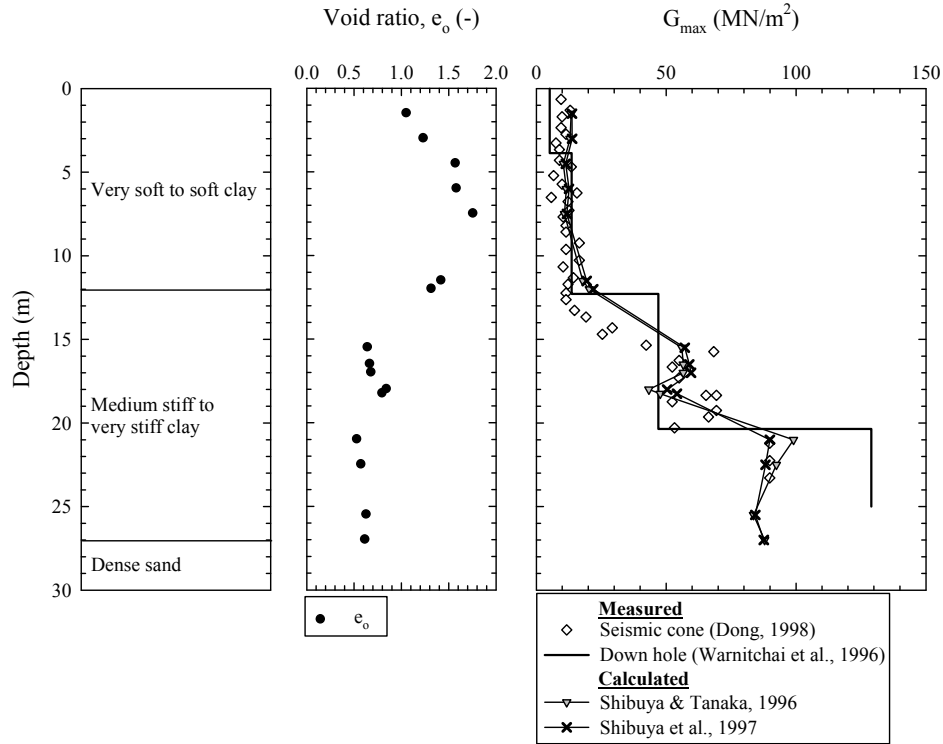 Void ratio, eo (-)
Gmax (MN/m2)
0.0 0.5 1.0 1.5 2.0
0 50 100 150
Depth (m)
0
5
10
15
20
25
30
Very soft to soft clay
Medium stiff to
very stiff clay
Dense sand
eo
Measured
Seismic cone (Dong, 1998)
Down hole (Warnitchai et al., 1996)
Calculated
Shibuya & Tanaka, 1996
Shibuya et al., 1997